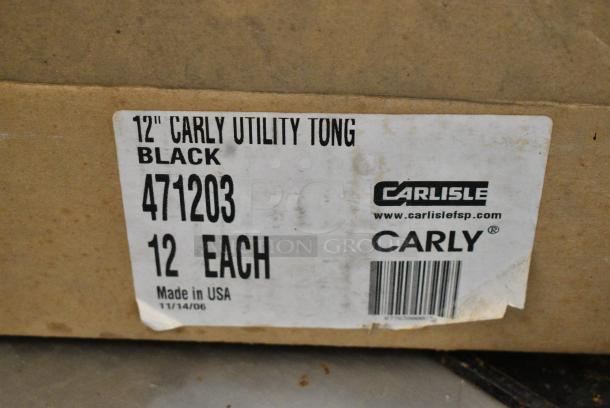 12" CARLY UTILITY TONG
BLACK
471203
12 EACH
Made in USA
11/14/06
CARLISLE
www.carlislefsp.com
CARLY®